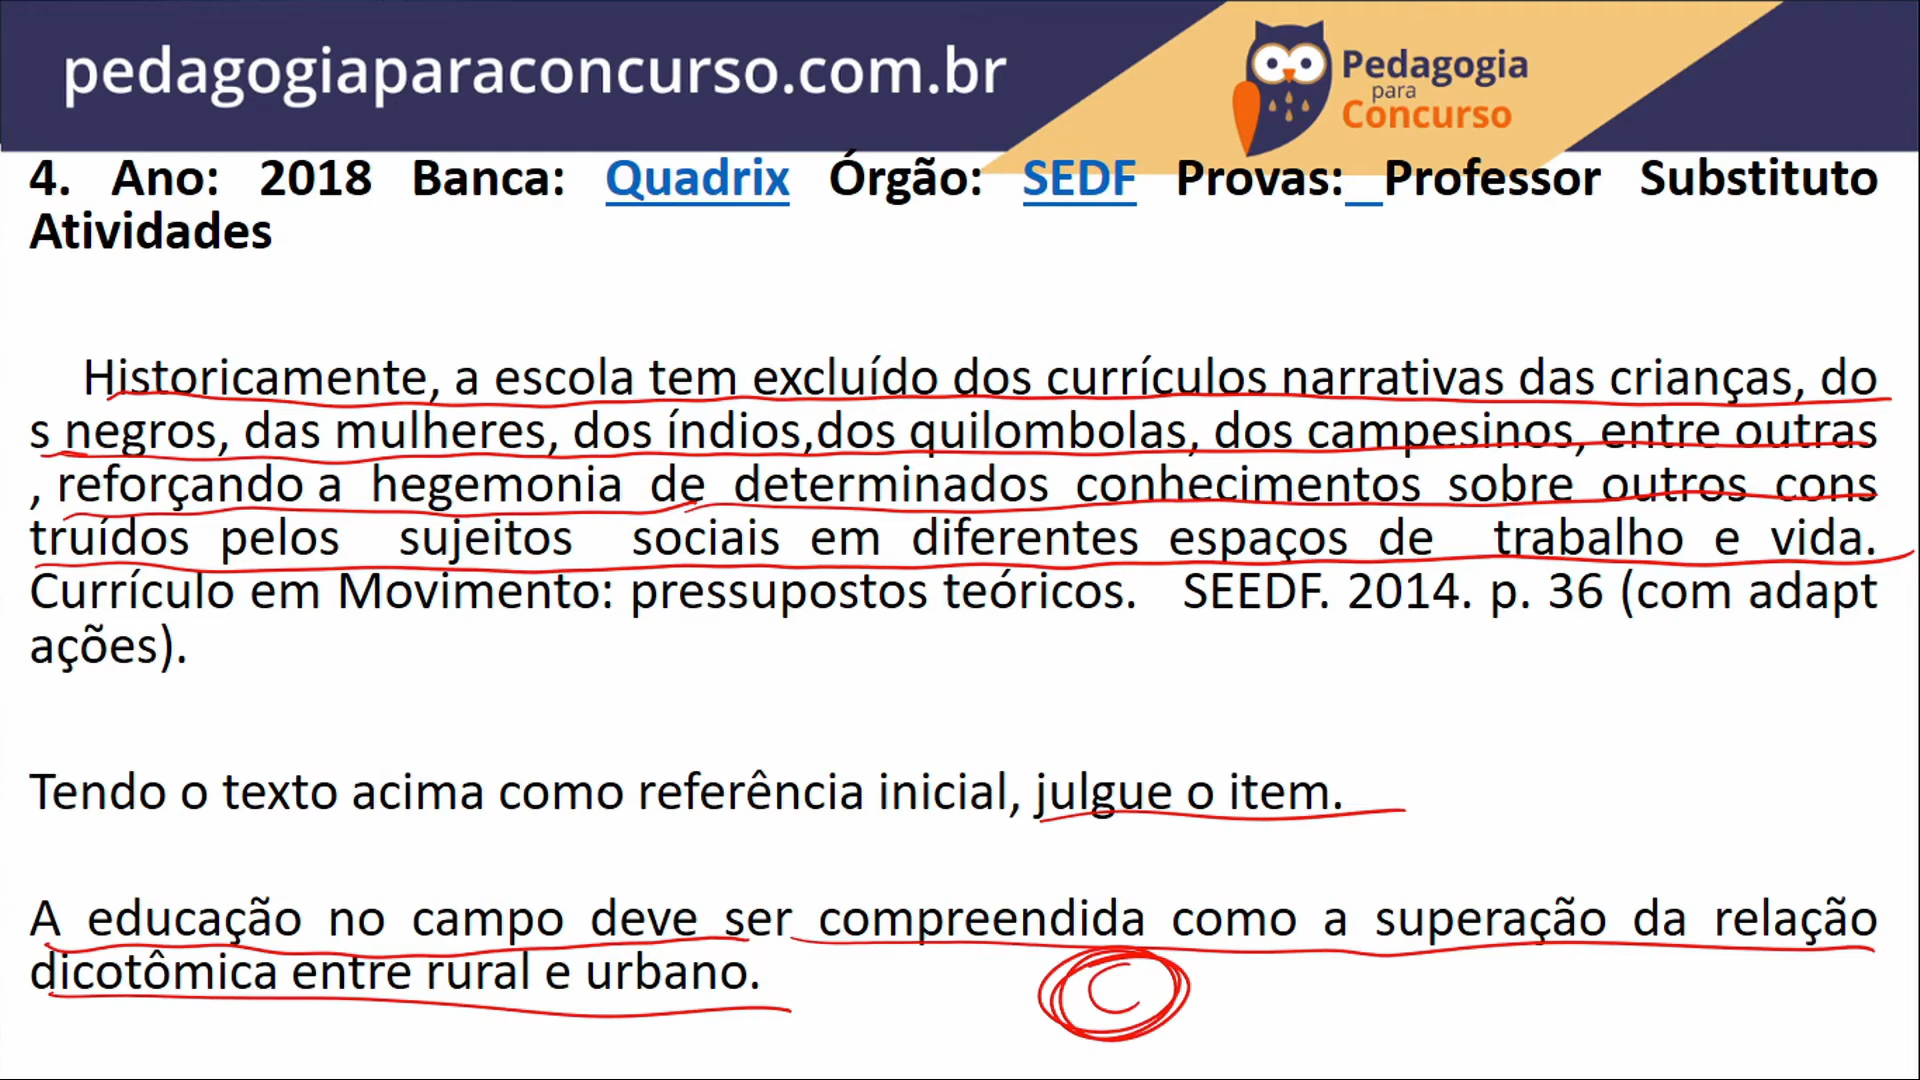 pedagogiaparaconcurso.com.br
Pedagogia
para
Concurso
4. Ano: 2018 Banca: Quadrix Órgão: SEDF Provas: Professor Substituto
Atividades
Historicamente, a escola tem excluído dos currículos narrativas das crianças, do
s negros, das mulheres, dos índios,dos quilombolas, dos campesinos, entre outras
, reforçando a hegemonia de determinados conhecimentos sobre outros cons
truídos pelos sujeitos sociais em diferentes espaços de trabalho e vida.
Currículo em Movimento: pressupostos teóricos. SEEDF. 2014. p. 36 (com adapt
ações).
Tendo o texto acima como referência inicial, julgue o item.
A educação no campo deve ser compreendida como a superação da relação
dicotômica entre rural e urbano.
C